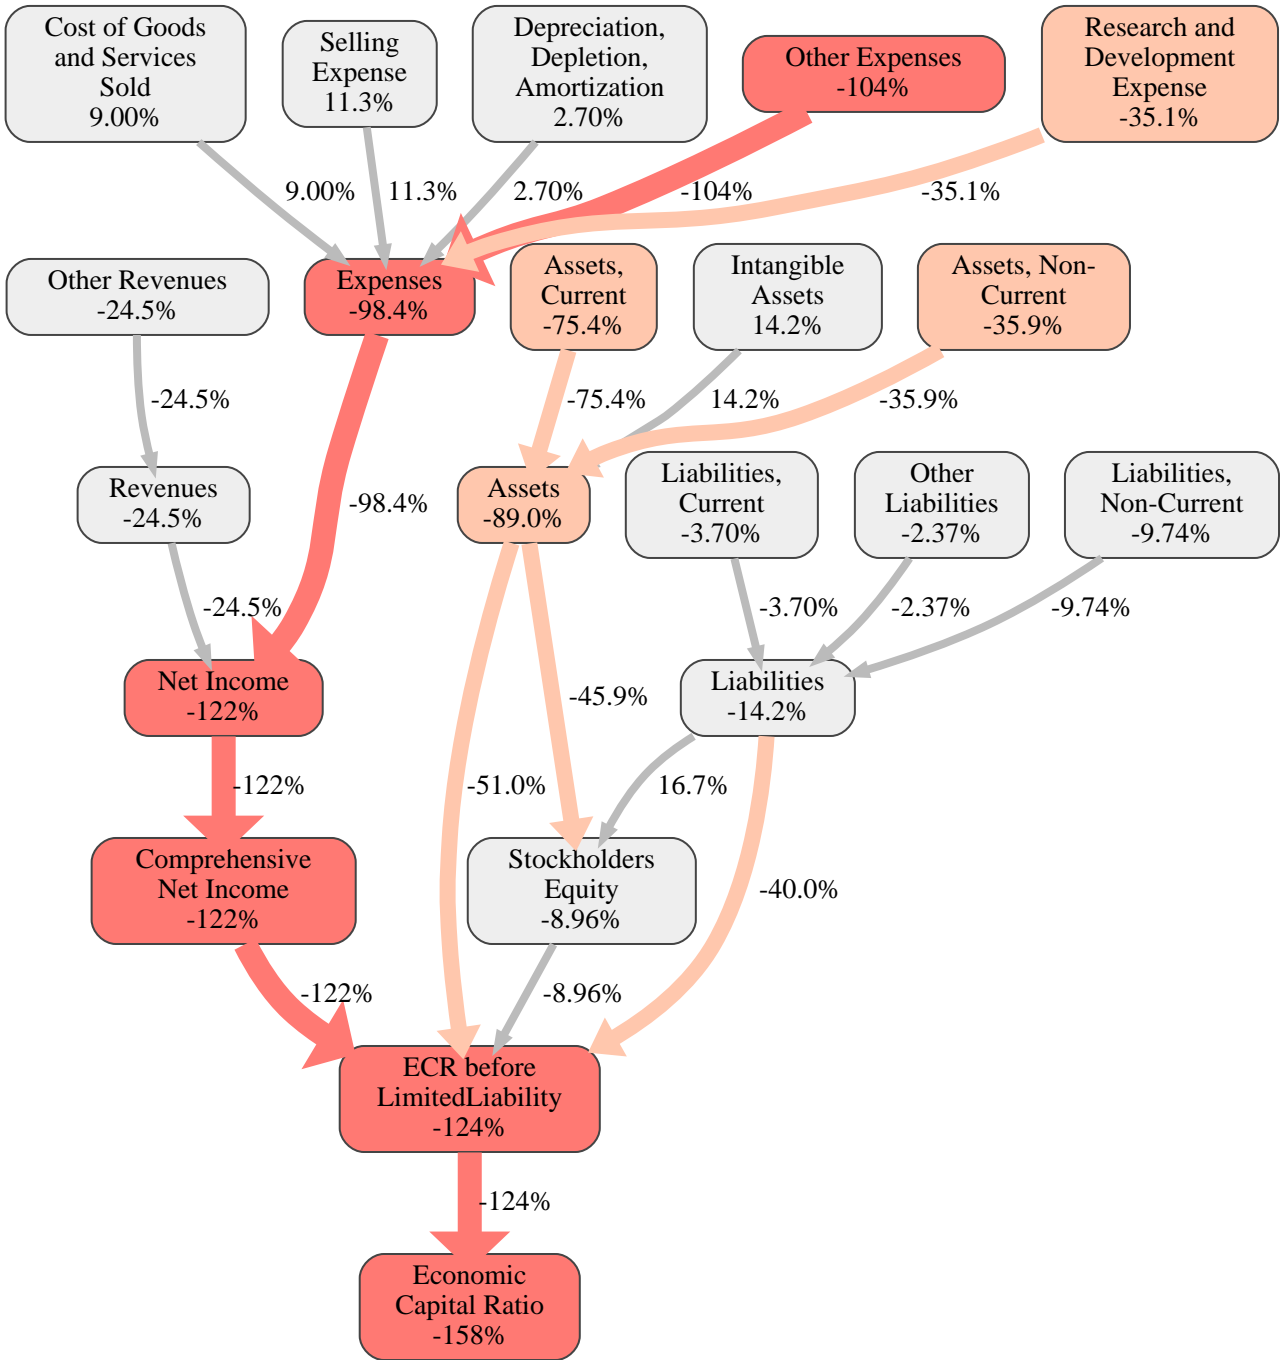 Cost of Goods
and Services
Sold
9.00%
Selling
Expense
11.3%
Depreciation,
Depletion,
Amortization
2.70%
Other Expenses
-104%
Research and
Development
Expense
-35.1%
9.00%
11.3%
2.70%
-104%
-35.1%
Other Revenues
-24.5%
Expenses
-98.4%
Assets,
Current
-75.4%
Intangible
Assets
14.2%
Assets, Non-
Current
-35.9%
-24.5%
-75.4%
14.2%
-35.9%
Revenues
-24.5%
-98.4%
Assets
-89.0%
Liabilities,
Current
-3.70%
Other
Liabilities
-2.37%
Liabilities,
Non-Current
-9.74%
-24.5%
-3.70%
-2.37%
-9.74%
Net Income
-122%
-45.9%
Liabilities
-14.2%
-122%
-51.0%
16.7%
Comprehensive
Net Income
-122%
Stockholders
Equity
-8.96%
-40.0%
-122%
-8.96%
ECR before
LimitedLiability
-124%
-124%
Economic
Capital Ratio
-158%